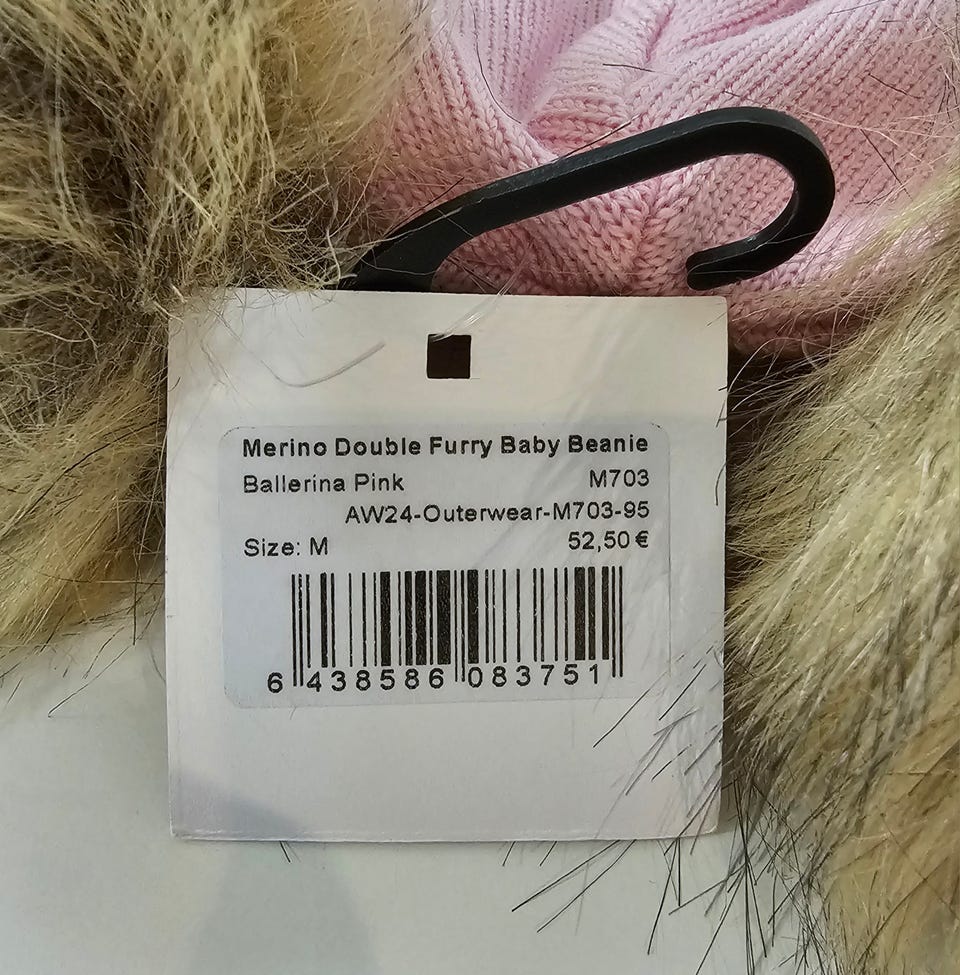 Merino Double Furry Baby Beanie
Ballerina Pink M703
AW24-Outerwear-M703-95
Size: M 52,50 €
6 438586 083751